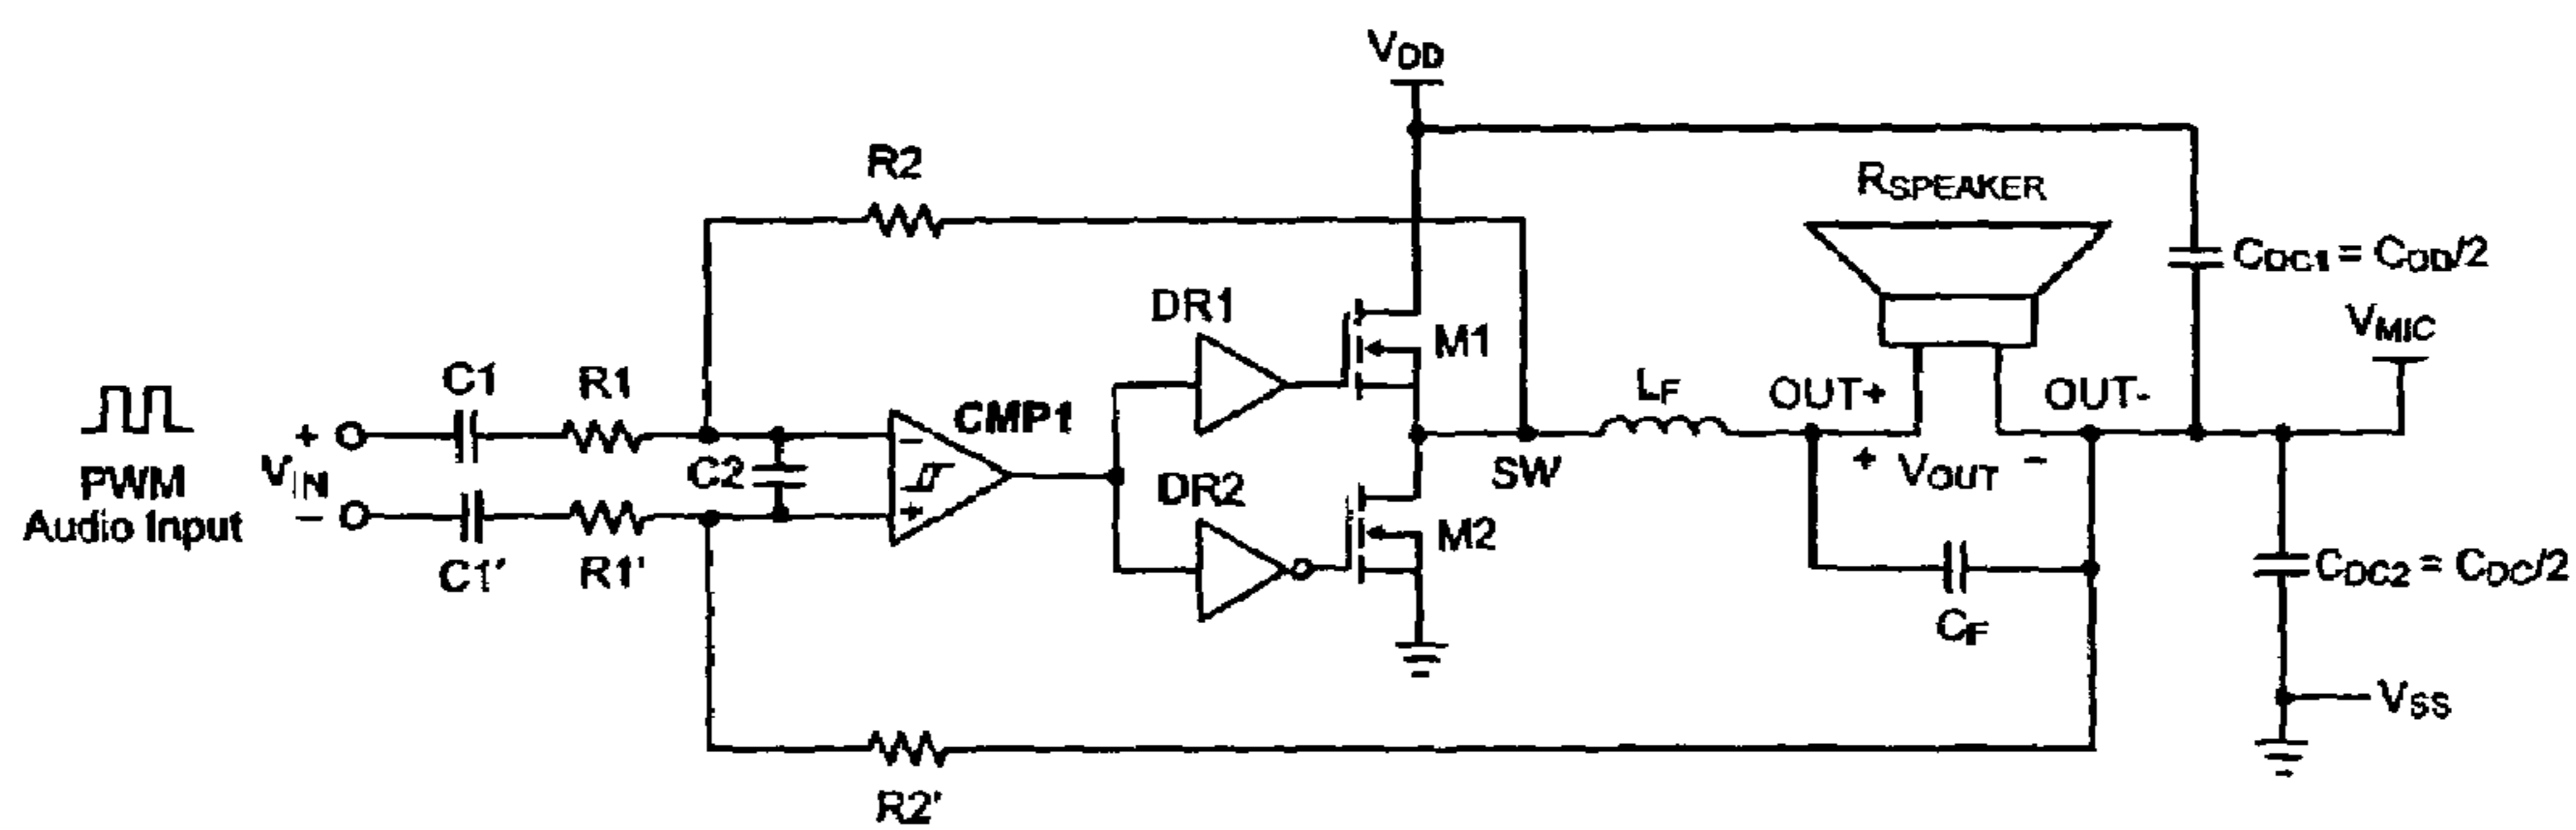 VDD
R2
RSPEAKER
CDC1 = CDD/2
DR1
M1
VMIC
C1
R1
CMP1
LF
OUT+
OUT-
+
VIN
−
PWM
Audio Input
C2
−
+
DR2
SW
+ VOUT −
M2
CDC2 = CDC/2
C1'
R1'
CF
VSS
R2'